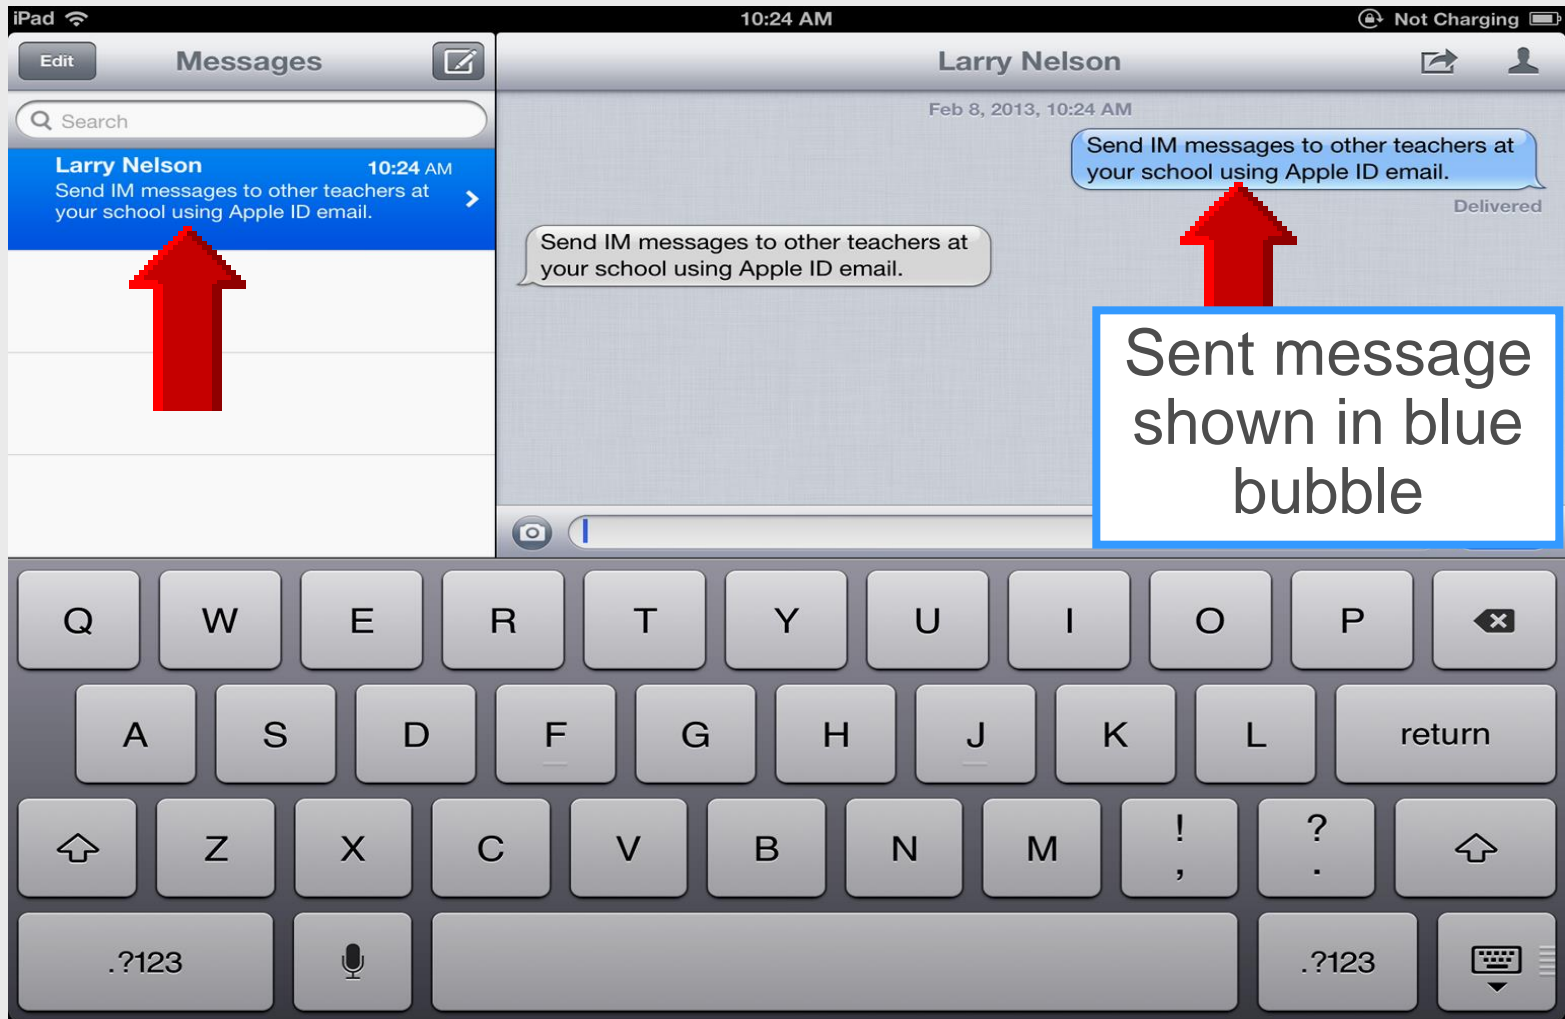 iPad
10:24 AM
Not Charging
Edit
Messages
Larry Nelson
Search
Larry Nelson 10:24 AM
Send IM messages to other teachers at
your school using Apple ID email.
Feb 8, 2013, 10:24 AM
Send IM messages to other teachers at
your school using Apple ID email.
Delivered
Send IM messages to other teachers at
your school using Apple ID email.
Sent message
shown in blue
bubble
Q W E R T Y U I O P
A S D F G H J K L return
Z X C V B N M ! , ? .
.?123 .?123